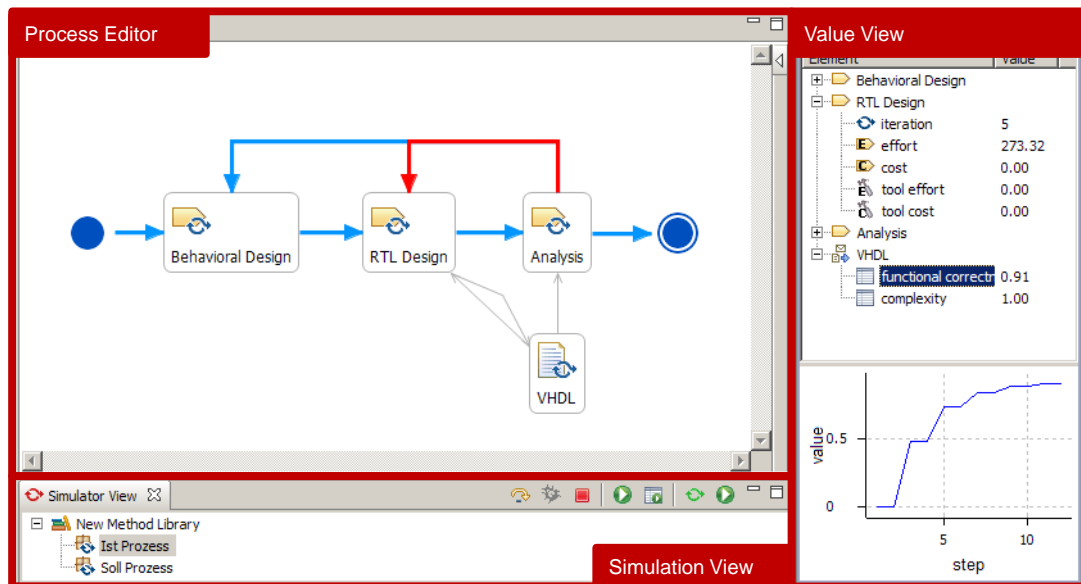 Process Editor
Behavioral Design
RTL Design
Analysis
VHDL
Simulator View
New Method Library
Ist Prozess
Soll Prozess
Simulation View
Value View
Element Value
Behavioral Design
RTL Design
iteration 5
E effort 273.32
C cost 0.00
E tool effort 0.00
C tool cost 0.00
Analysis
VHDL
functional correctr 0.91
complexity 1.00
value
0.5
0
5 10
step